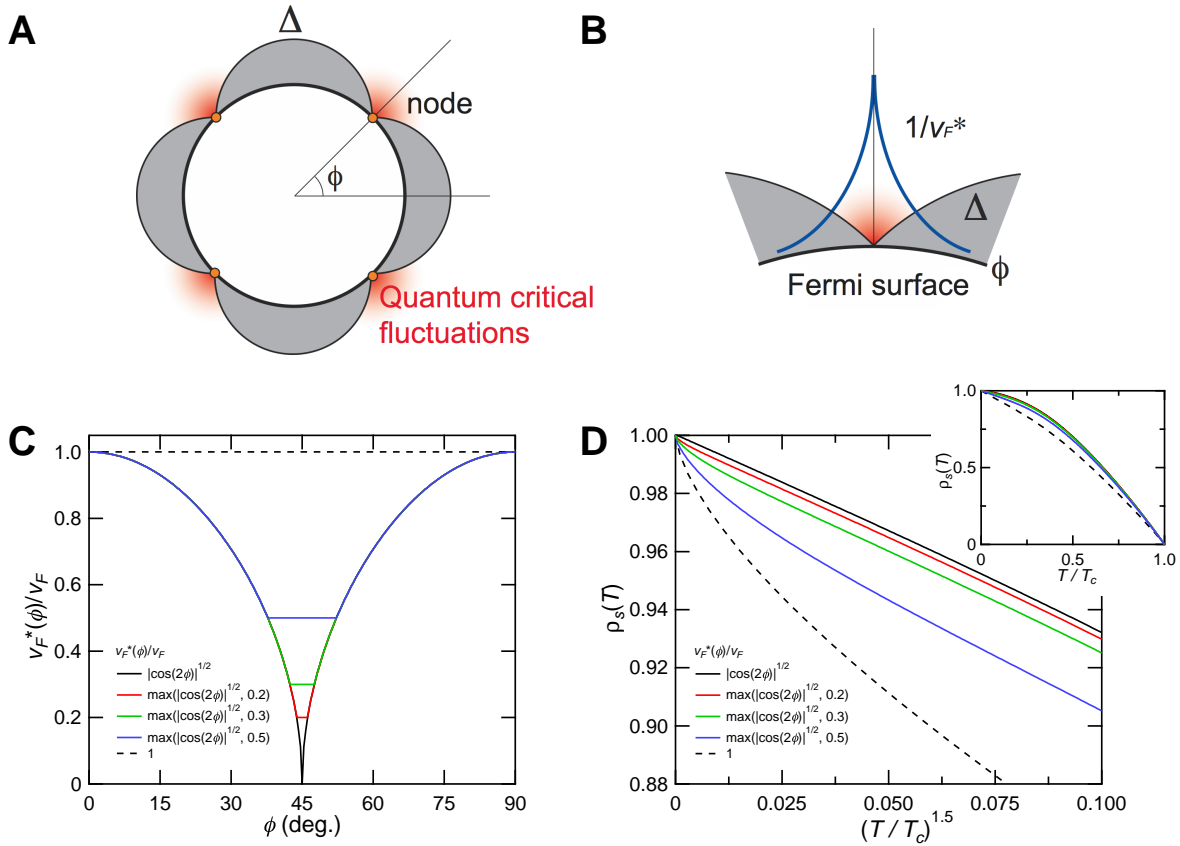 A
Δ
node
ϕ
Quantum critical
fluctuations
B
1/vF*
Δ
ϕ
Fermi surface
C
vF*(ϕ)/vF
1.0
0.8
0.6
0.4
0.2
0
vF*(ϕ)/vF
|cos(2ϕ)|^1/2
max(|cos(2ϕ)|^1/2, 0.2)
max(|cos(2ϕ)|^1/2, 0.3)
max(|cos(2ϕ)|^1/2, 0.5)
1
0 15 30 45 60 75 90
ϕ (deg.)
D
ρs(T)
1.00
0.98
0.96
0.94
0.92
0.90
0.88
vF*(ϕ)/vF
|cos(2ϕ)|^1/2
max(|cos(2ϕ)|^1/2, 0.2)
max(|cos(2ϕ)|^1/2, 0.3)
max(|cos(2ϕ)|^1/2, 0.5)
1
0 0.025 0.050 0.075 0.100
(T / Tc)^1.5
ρs(T)
1.0
0.5
0
0 0.5 1.0
T / Tc